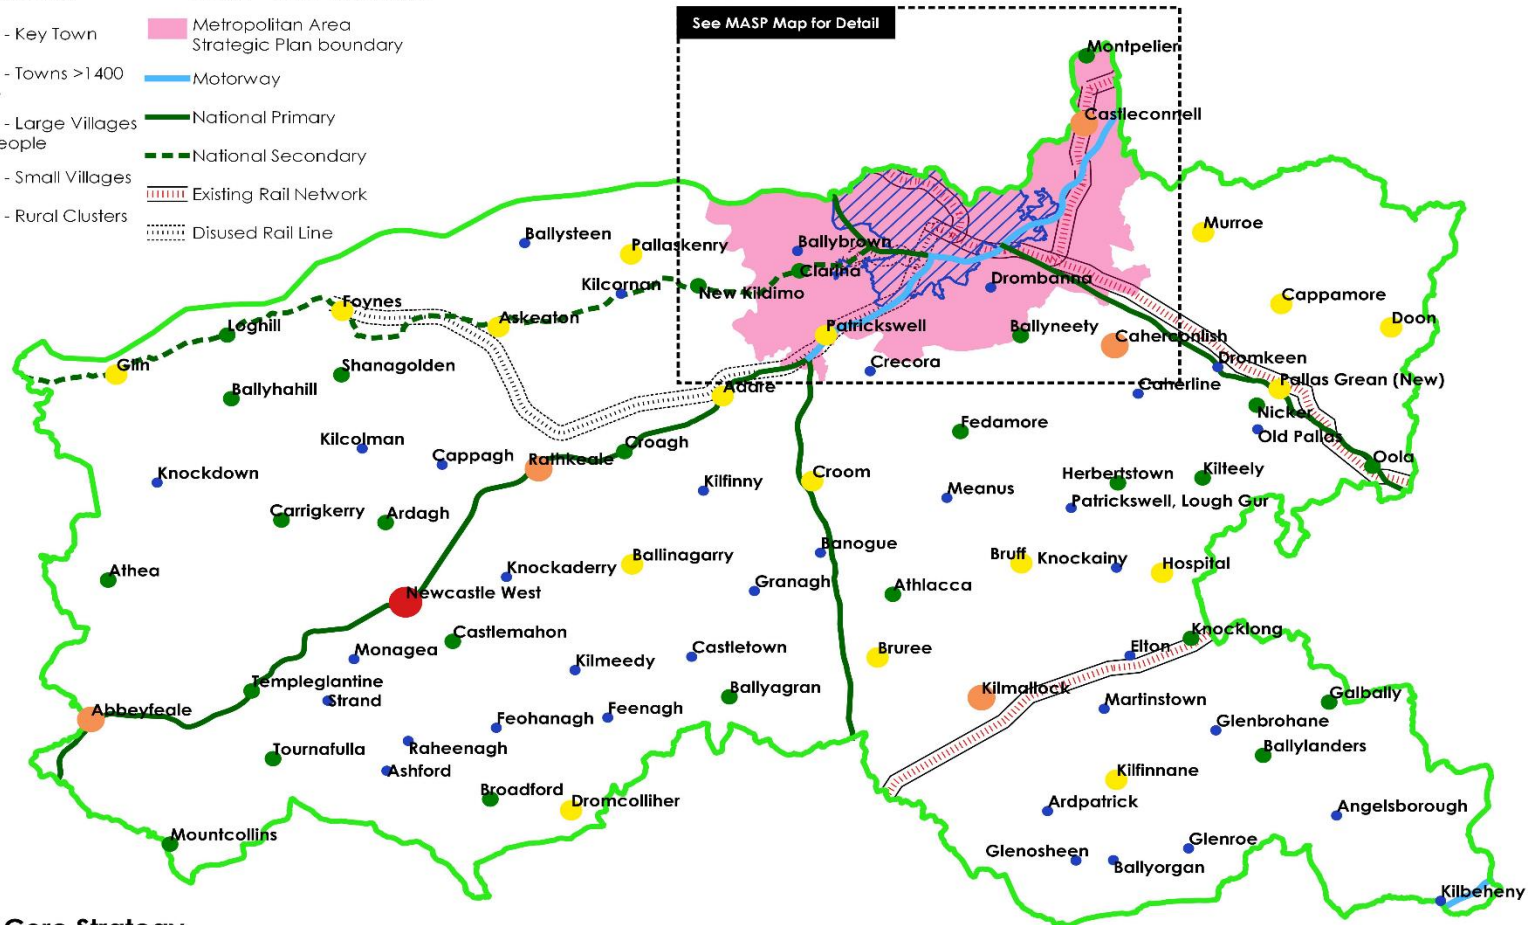 - Key Town
- Towns >1400
- Large Villages
eople
- Small Villages
- Rural Clusters
Metropolitan Area
Strategic Plan boundary
Motorway
National Primary
National Secondary
Existing Rail Network
Disused Rail Line
See MASP Map for Detail
Montpelier
Castleconnell
Murroe
Ballysteen
Pallaskenry
Ballybrown
Clarina
Kilcornan
New Kildimo
Drombanna
Cappamore
Doon
Foynes
Askeaton
Loghill
Patrickswell
Ballyneety
Caherconlish
Glin
Shanagolden
Crecora
Dromkeen
Ballyhahill
Adare
Caherline
Pallas Grean (New)
Nicker
Old Pallas
Fedamore
Kilcolman
Croagh
Cappagh
Rathkeale
Oola
Knockdown
Kilfinny
Croom
Meanus
Herbertstown
Kilteely
Patrickswell, Lough Gur
Carrigkerry
Ardagh
Banogue
Athea
Knockaderry
Ballinagarry
Granagh
Athlacca
Bruff
Knockainy
Hospital
Newcastle West
Castlemahon
Knocklong
Monagea
Kilmeedy
Castletown
Bruree
Elton
Templeglantine
Strand
Ballyagran
Kilmallock
Martinstown
Galbally
Abbeyfeale
Feohanagh
Feenagh
Glenbrohane
Tournafulla
Raheenagh
Ashford
Ballylanders
Broadford
Dromcolliher
Kilfinnane
Ardpatrick
Angelsborough
Mountcollins
Glenosheen
Glenroe
Ballyorgan
Kilbeheny
Core Strategy